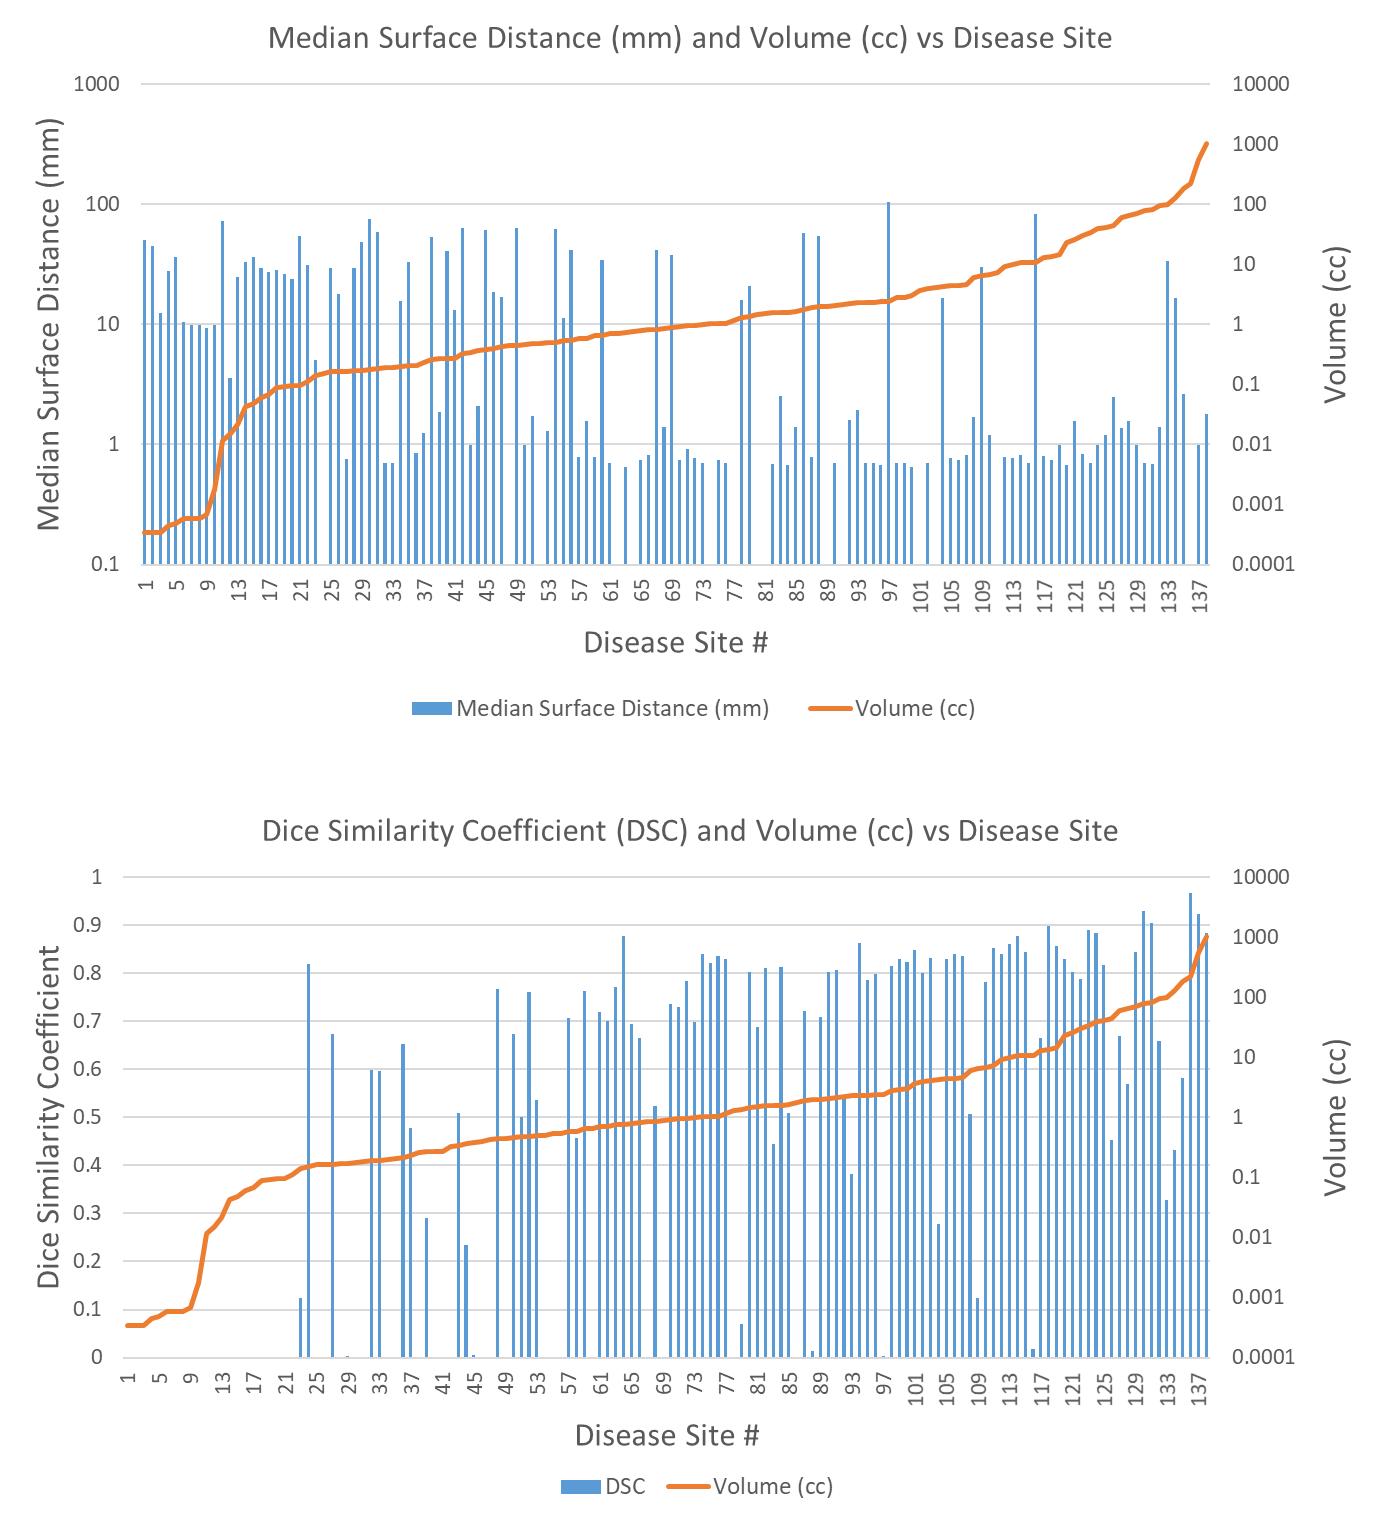 Median Surface Distance (mm) and Volume (cc) vs Disease Site
1000
100
10
1
0.1
Median Surface Distance (mm)
10000
1000
100
10
1
0.1
0.01
0.001
0.0001
Volume (cc)
1 5 9 13 17 21 25 29 33 37 41 45 49 53 57 61 65 69 73 77 81 85 89 93 97 101 105 109 113 117 121 125 129 133 137
Disease Site #
Median Surface Distance (mm) Volume (cc)
Dice Similarity Coefficient (DSC) and Volume (cc) vs Disease Site
1
0.9
0.8
0.7
0.6
0.5
0.4
0.3
0.2
0.1
0
Dice Similarity Coefficient
10000
1000
100
10
1
0.1
0.01
0.001
0.0001
Volume (cc)
1 5 9 13 17 21 25 29 33 37 41 45 49 53 57 61 65 69 73 77 81 85 89 93 97 101 105 109 113 117 121 125 129 133 137
Disease Site #
DSC Volume (cc)